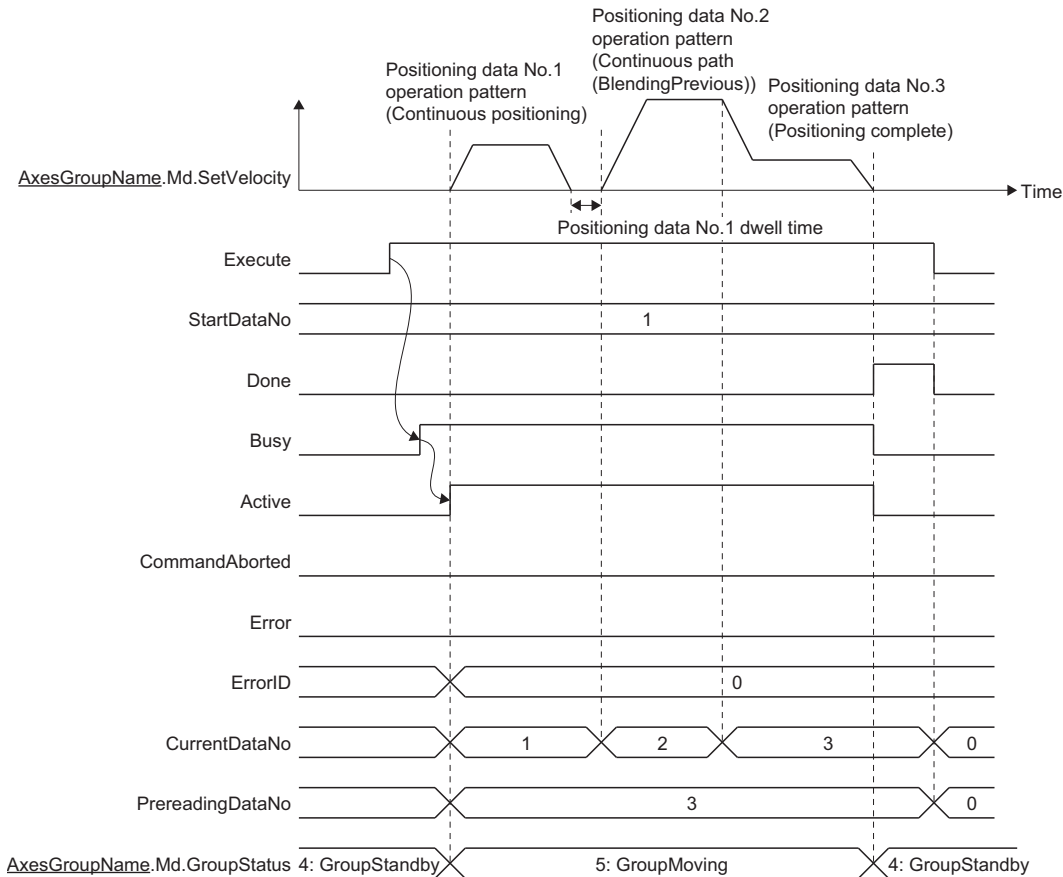 Positioning data No.2
operation pattern
(Continuous path
(BlendingPrevious))
Positioning data No.1
operation pattern
(Continuous positioning)
Positioning data No.3
operation pattern
(Positioning complete)
AxesGroupName.Md.SetVelocity
Time
Positioning data No.1 dwell time
Execute
StartDataNo
1
Done
Busy
Active
CommandAborted
Error
ErrorID
0
CurrentDataNo
1
2
3
0
PrereadingDataNo
3
0
AxesGroupName.Md.GroupStatus
4: GroupStandby
5: GroupMoving
4: GroupStandby